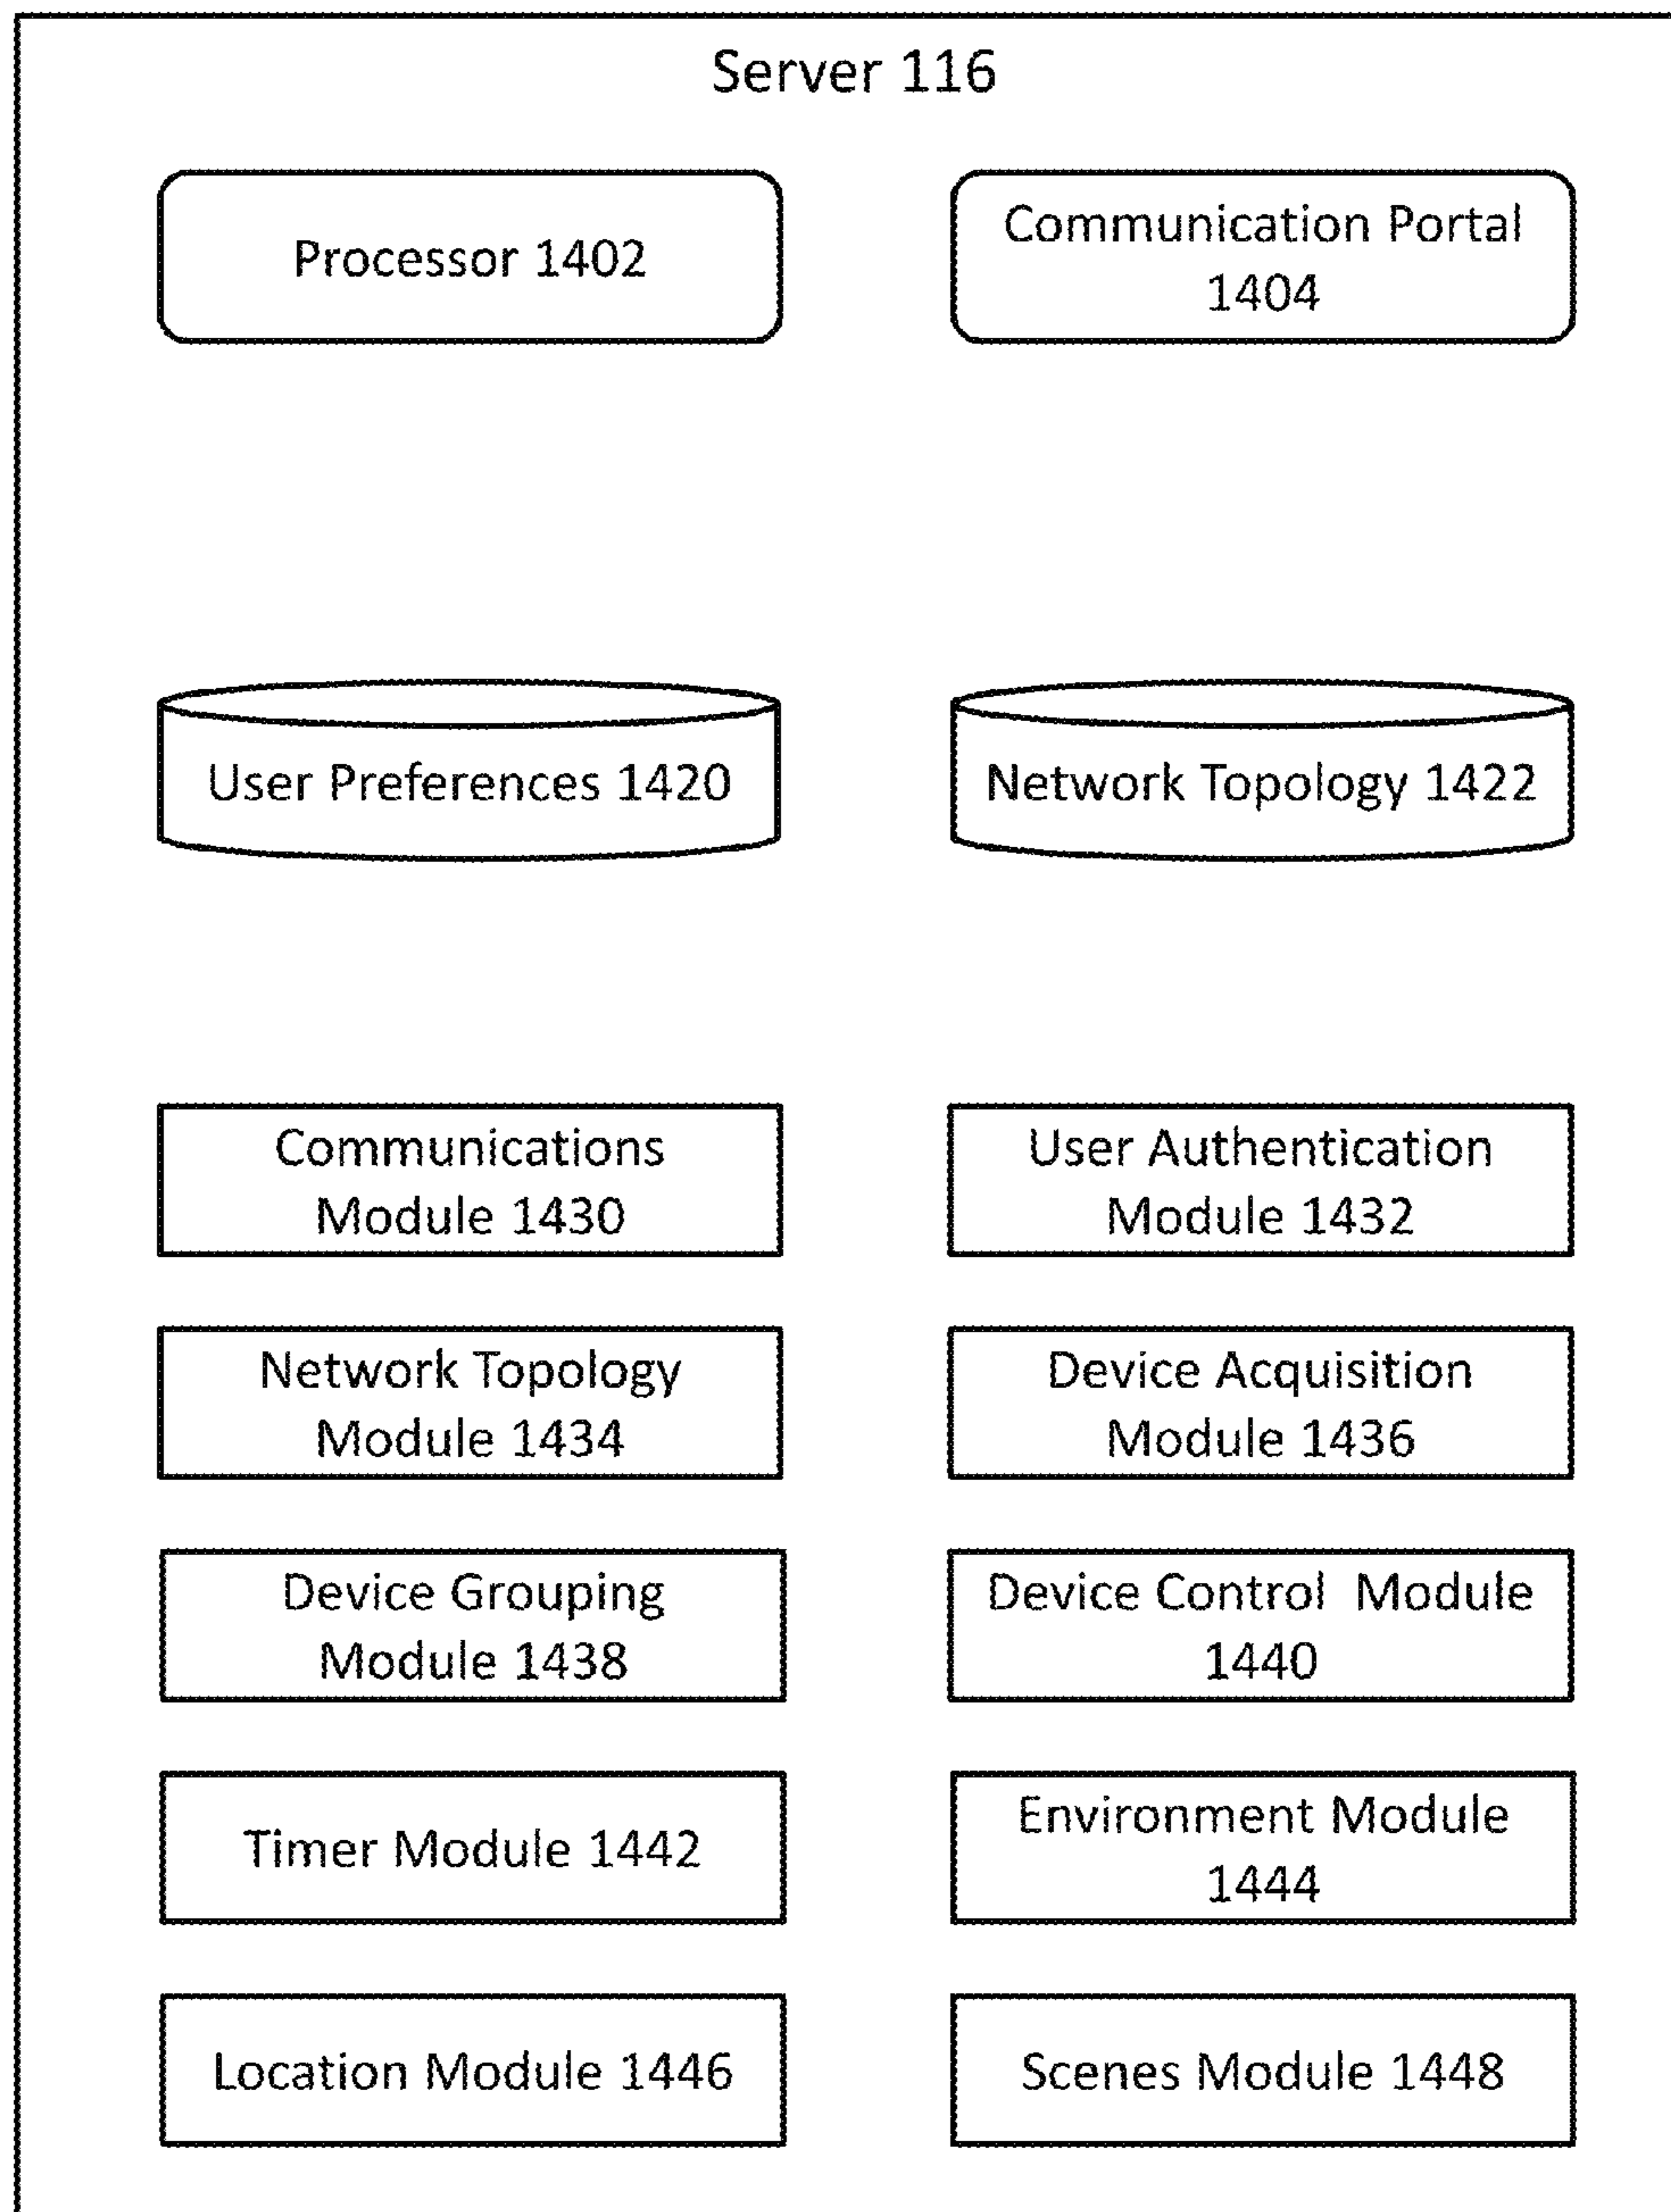 Server 116
Processor 1402
Communication Portal
1404
User Preferences 1420
Network Topology 1422
Communications
Module 1430
User Authentication
Module 1432
Network Topology
Module 1434
Device Acquisition
Module 1436
Device Grouping
Module 1438
Device Control  Module
1440
Timer Module 1442
Environment Module
1444
Location Module 1446
Scenes Module 1448